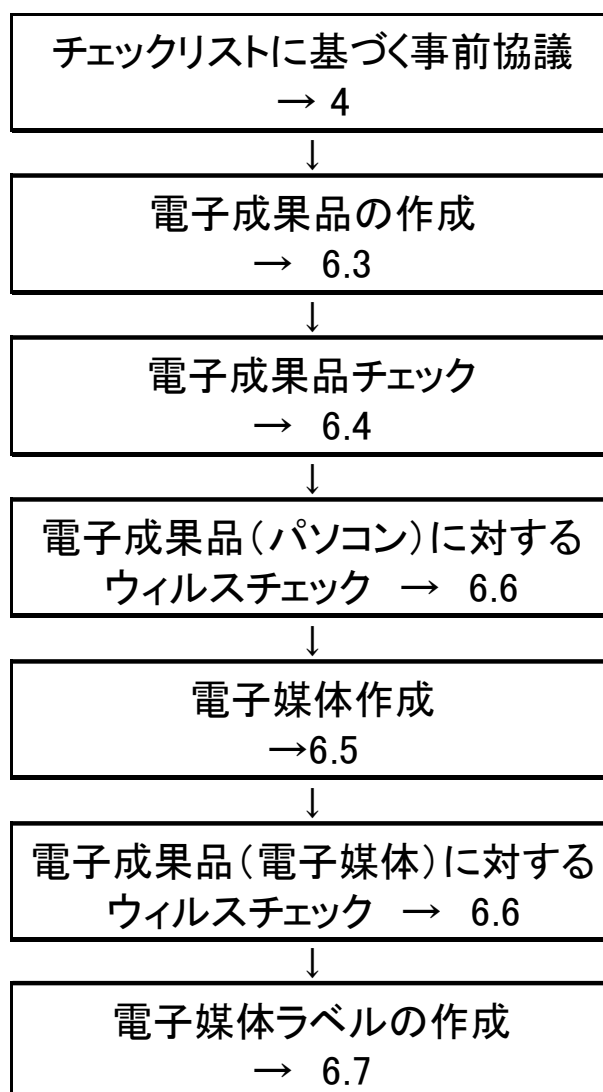 チェックリストに基づく事前協議
→ 4
↓
電子成果品の作成
→ 6.3
↓
電子成果品チェック
→ 6.4
↓
電子成果品(パソコン)に対する
ウィルスチェック → 6.6
↓
電子媒体作成
→6.5
↓
電子成果品(電子媒体)に対する
ウィルスチェック → 6.6
↓
電子媒体ラベルの作成
→ 6.7